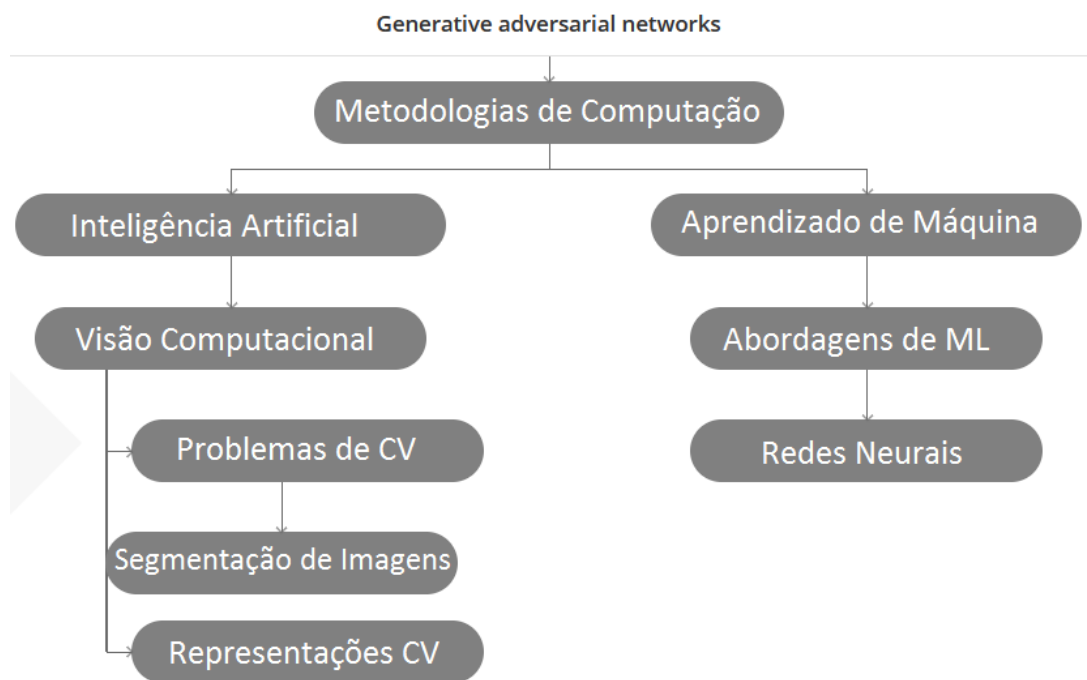 Generative adversarial networks
Metodologias de Computação
Inteligência Artificial
Aprendizado de Máquina
Visão Computacional
Abordagens de ML
Problemas de CV
Redes Neurais
Segmentação de Imagens
Representações CV